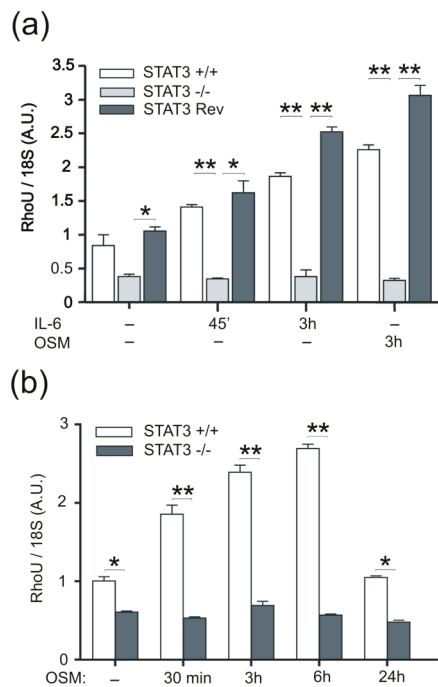 (a)
3.5
3
2.5
2
1.5
1
0.5
0
RhoU / 18S (A.U.)
STAT3 +/+
STAT3 -/-
STAT3 Rev
*
** *
** **
** **
IL-6 – 45’ 3h –
OSM – – – 3h
(b)
3
2
1
0
RhoU / 18S (A.U.)
STAT3 +/+
STAT3 -/-
*
**
**
**
*
OSM: – 30 min 3h 6h 24h